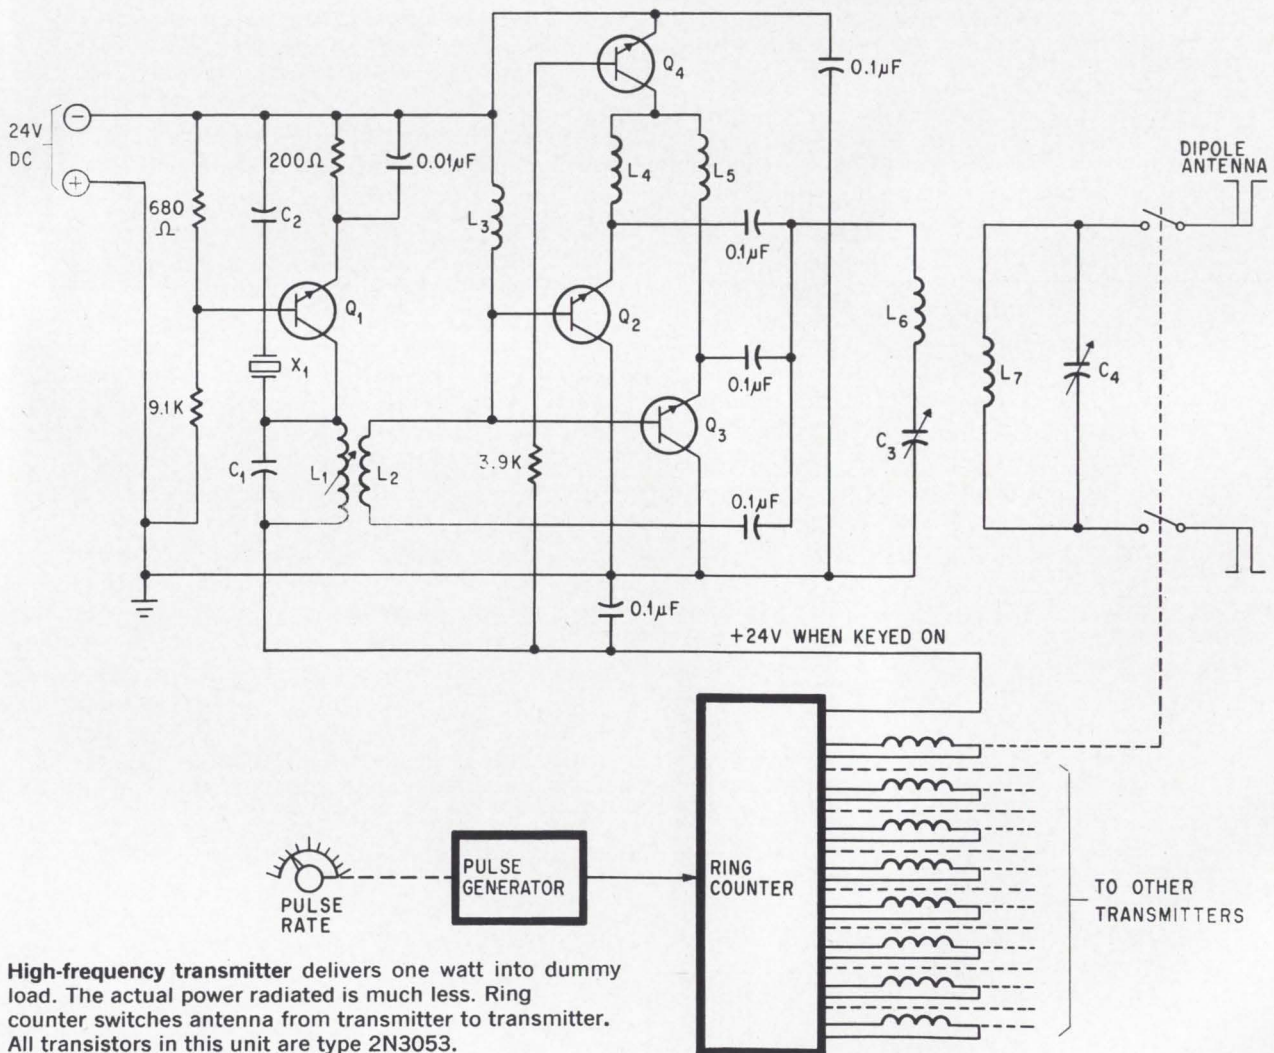 Q4
0.1µF
24V
DC
−
+
200Ω
0.01µF
L4
L5
DIPOLE
ANTENNA
680
Ω
C2
L3
0.1µF
Q1
Q2
L6
X1
0.1µF
L7
C4
9.1K
Q3
C3
C1
L1
L2
3.9K
0.1µF
0.1µF
+24V WHEN KEYED ON
PULSE
RATE
PULSE
GENERATOR
RING
COUNTER
TO OTHER
TRANSMITTERS
High-frequency transmitter delivers one watt into dummy
load. The actual power radiated is much less. Ring
counter switches antenna from transmitter to transmitter.
All transistors in this unit are type 2N3053.